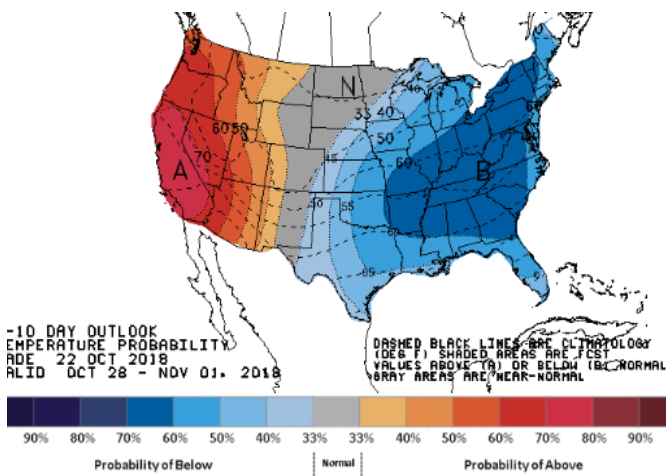 N
40
33 40
60 50
50
45
60
70
A
B
40
55
65
-10 DAY OUTLOOK
EMPERATURE PROBABILITY
ADE 22 OCT 2018
ALID OCT 28 - NOV 01, 2018
DASHED BLACK LINES ARE CLIMATOLOGY
(DEG F) SHADED AREAS ARE FCST
VALUES ABOVE (A) OR BELOW (B) NORMAL
GRAY AREAS ARE NEAR-NORMAL
90% 80% 70% 60% 50% 40% 33% 33% 40% 50% 60% 70% 80% 90%
Probability of Below Normal Probability of Above